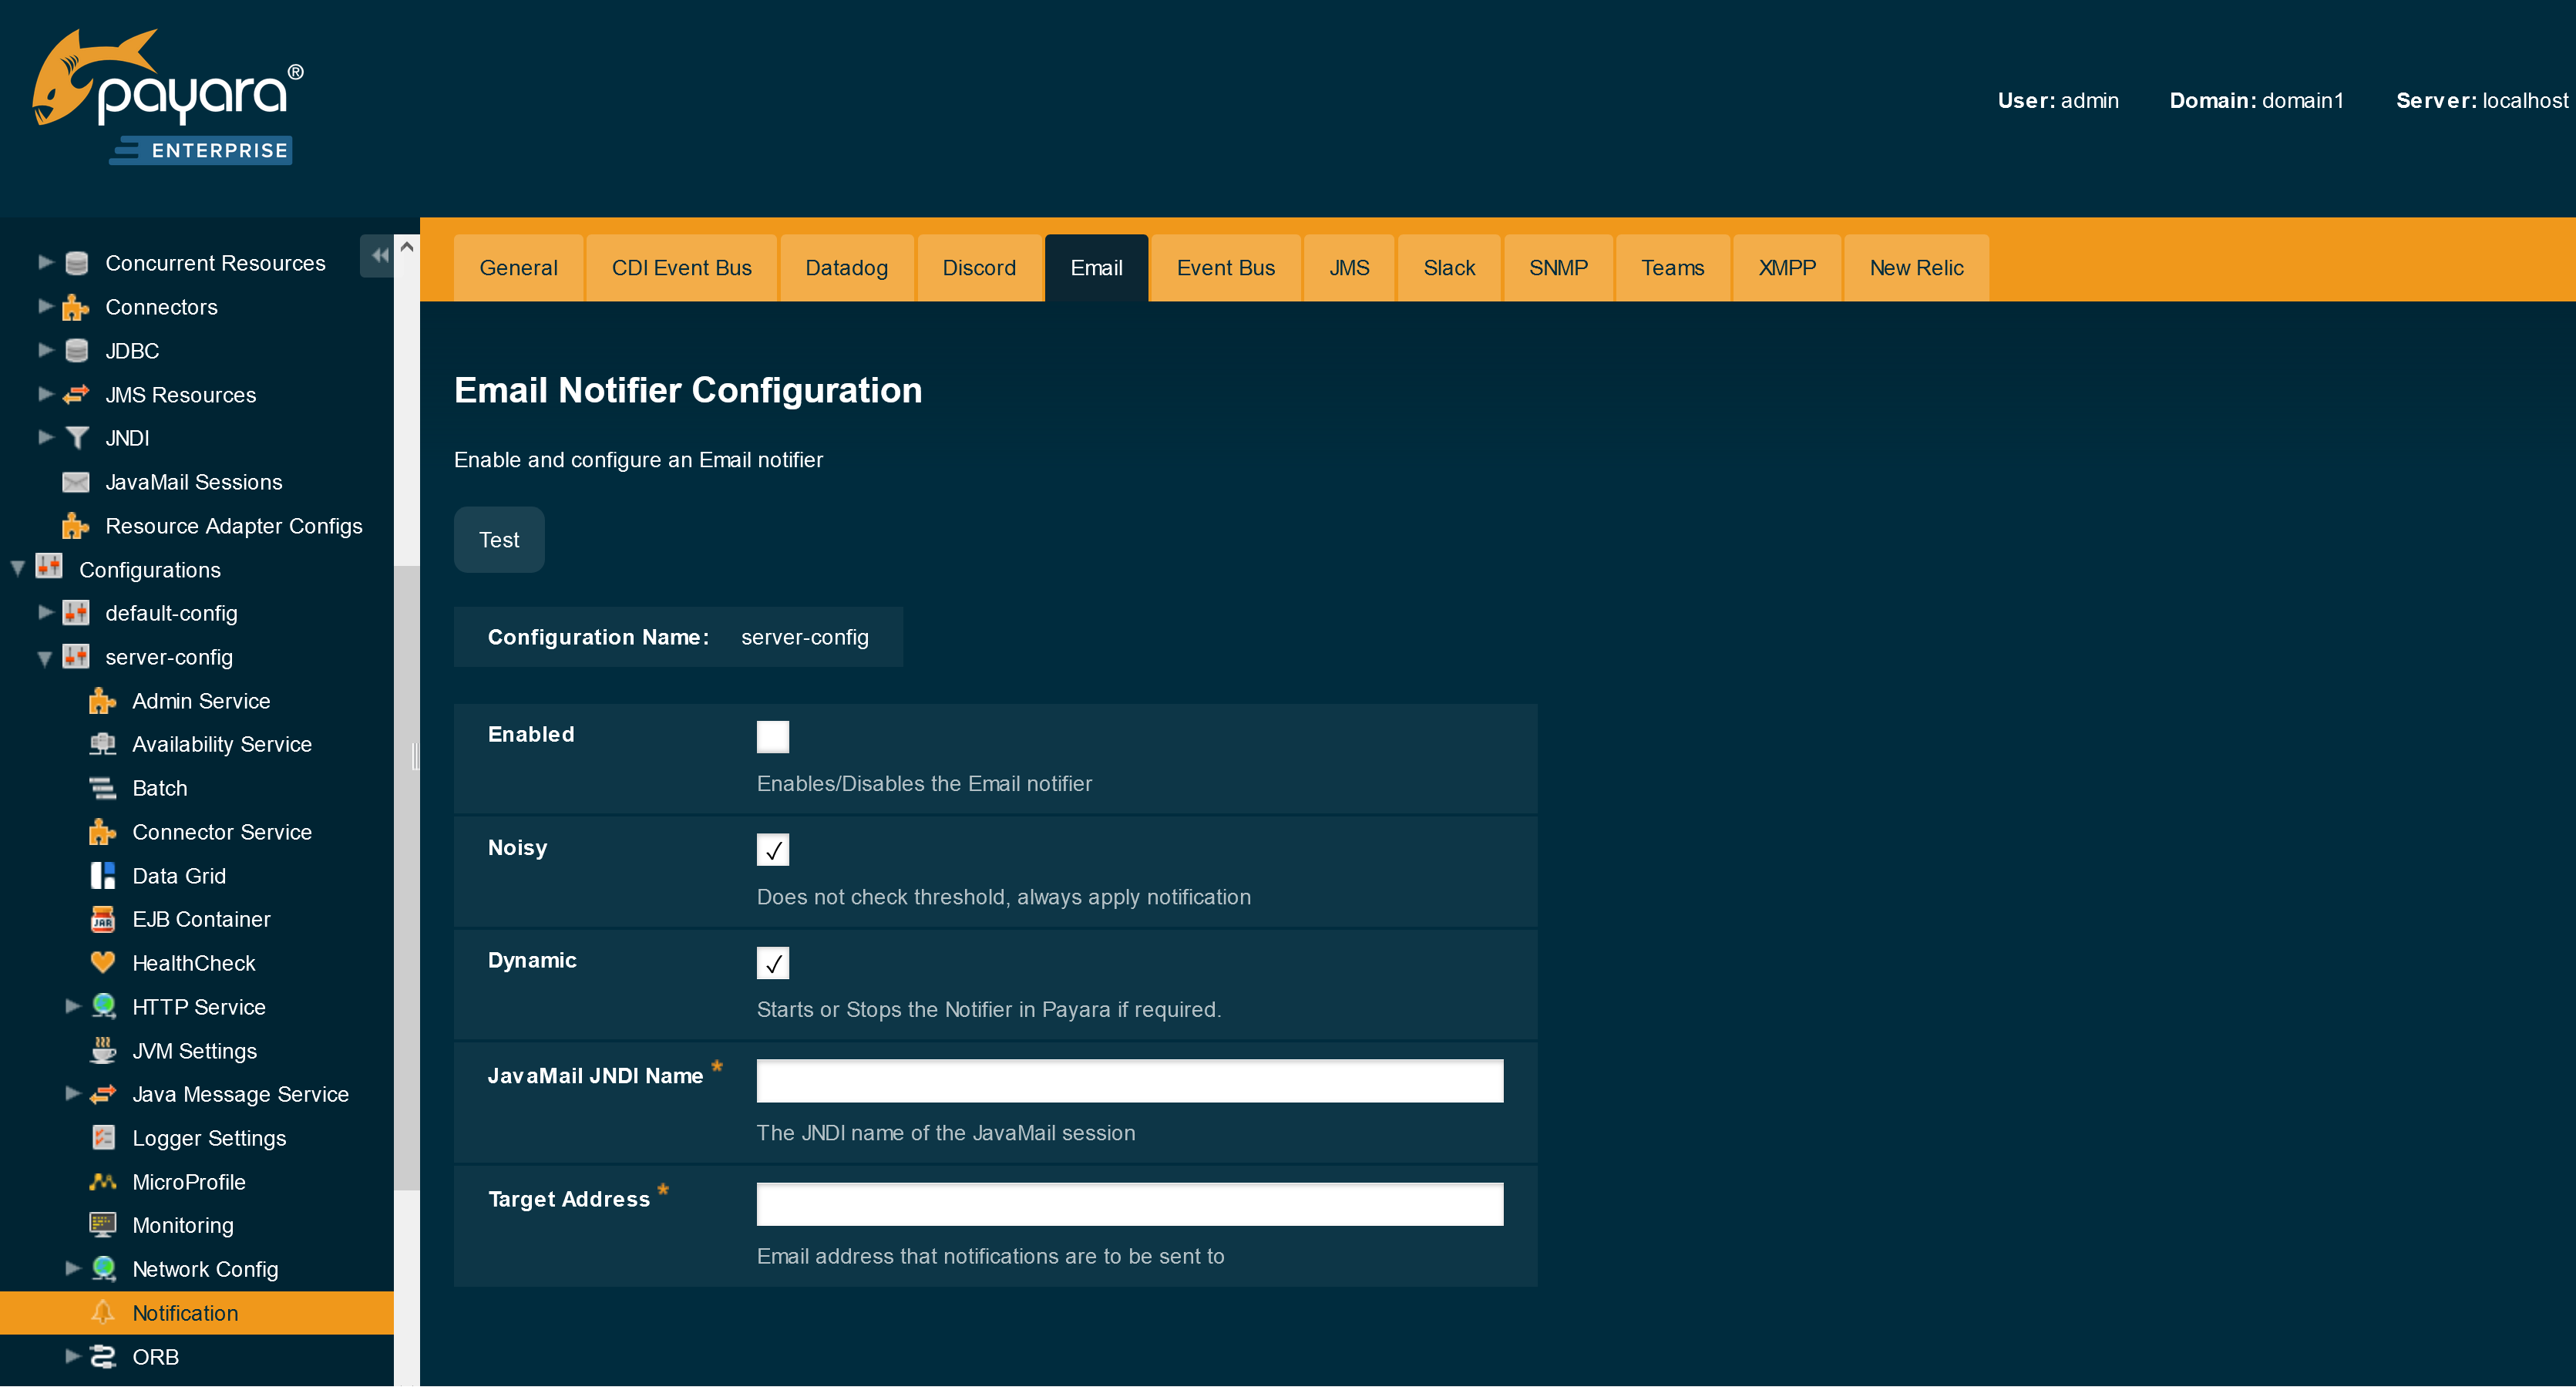 payara®
ENTERPRISE
User: admin Domain: domain1 Server: localhost
Concurrent Resources
Connectors
JDBC
JMS Resources
JNDI
JavaMail Sessions
Resource Adapter Configs
Configurations
default-config
server-config
Admin Service
Availability Service
Batch
Connector Service
Data Grid
JAR
EJB Container
HealthCheck
HTTP Service
JVM Settings
Java Message Service
Logger Settings
MicroProfile
Monitoring
Network Config
Notification
ORB
General CDI Event Bus Datadog Discord Email Event Bus JMS Slack SNMP Teams XMPP New Relic
Email Notifier Configuration
Enable and configure an Email notifier
Test
Configuration Name: server-config
Enabled
Enables/Disables the Email notifier
Noisy
Does not check threshold, always apply notification
Dynamic
Starts or Stops the Notifier in Payara if required.
JavaMail JNDI Name *
The JNDI name of the JavaMail session
Target Address *
Email address that notifications are to be sent to